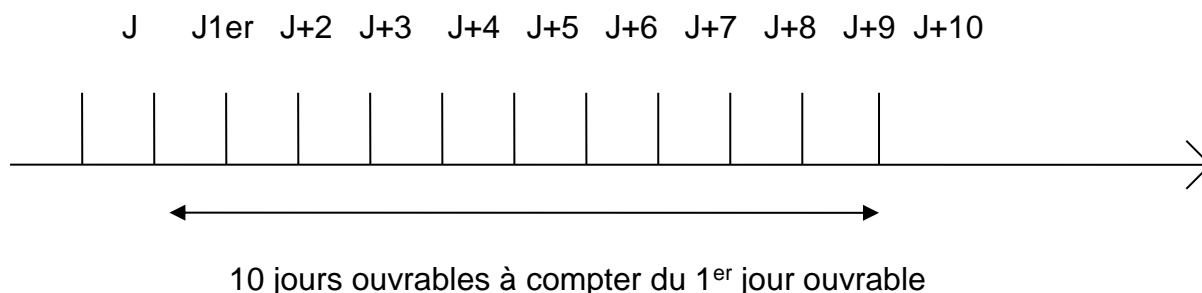 J J1er J+2 J+3 J+4 J+5 J+6 J+7 J+8 J+9 J+10
10 jours ouvrables à compter du 1er jour ouvrable